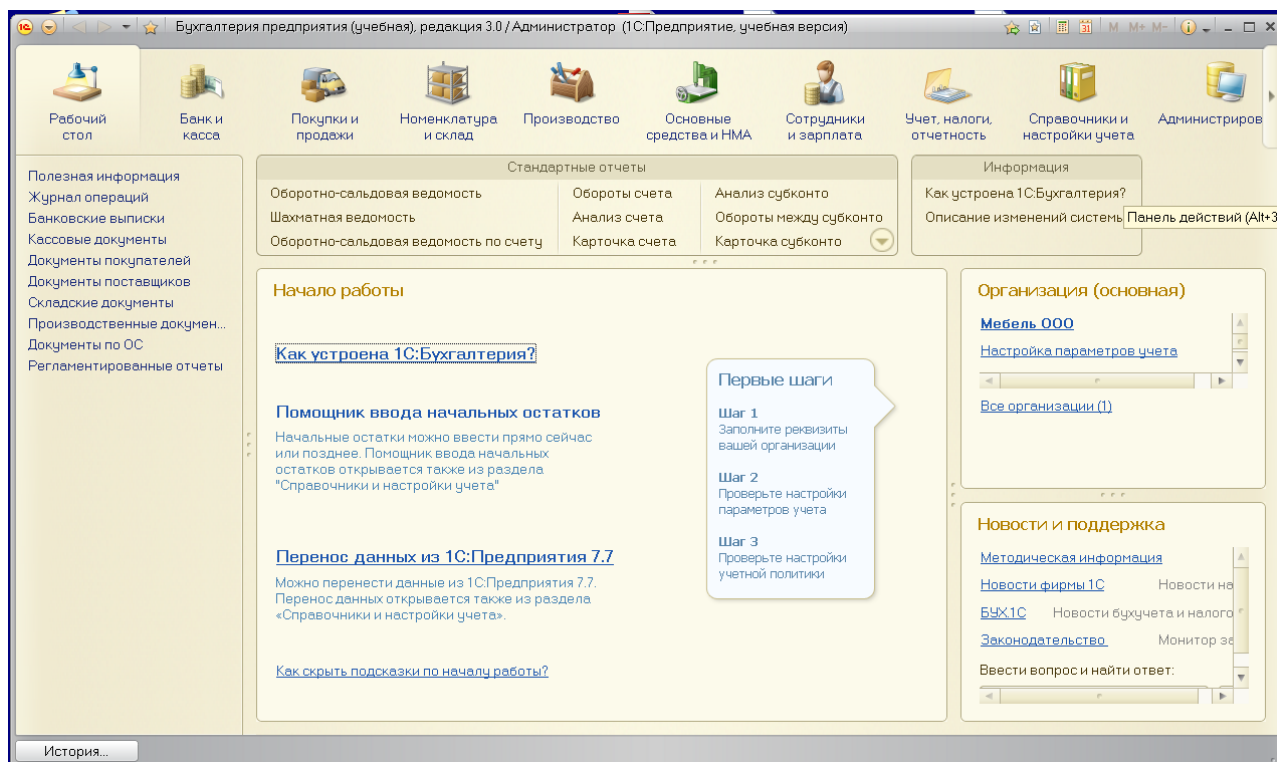 Бухгалтерия предприятия (учебная), редакция 3.0 / Администратор (1С:Предприятие, учебная версия)
M M+ M-
Рабочий стол
Банк и касса
Покупки и продажи
Номенклатура и склад
Производство
Основные средства и НМА
Сотрудники и зарплата
Учет, налоги, отчетность
Справочники и настройки учета
Администриров
Полезная информация
Журнал операций
Банковские выписки
Кассовые документы
Документы покупателей
Документы поставщиков
Складские документы
Производственные докумен...
Документы по ОС
Регламентированные отчеты
Стандартные отчеты
Оборотно-сальдовая ведомость
Обороты счета
Анализ субконто
Шахматная ведомость
Анализ счета
Обороты между субконто
Оборотно-сальдовая ведомость по счету
Карточка счета
Карточка субконто
Информация
Как устроена 1С:Бухгалтерия?
Описание изменений системы
Панель действий (Alt+3
Начало работы
Как устроена 1С:Бухгалтерия?
Помощник ввода начальных остатков
Начальные остатки можно ввести прямо сейчас
или позднее. Помощник ввода начальных
остатков открывается также из раздела
"Справочники и настройки учета"
Перенос данных из 1С:Предприятия 7.7
Можно перенести данные из 1С:Предприятия 7.7.
Перенос данных открывается также из раздела
«Справочники и настройки учета».
Как скрыть подсказки по началу работы?
Первые шаги
Шаг 1
Заполните реквизиты
вашей организации
Шаг 2
Проверьте настройки
параметров учета
Шаг 3
Проверьте настройки
учетной политики
Организация (основная)
Мебель ООО
Настройка параметров учета
Все организации (1)
Новости и поддержка
Методическая информация
Новости фирмы 1С Новости на
БУХ.1С Новости бухучета и налого
Законодательство Монитор за
Ввести вопрос и найти ответ:
История...